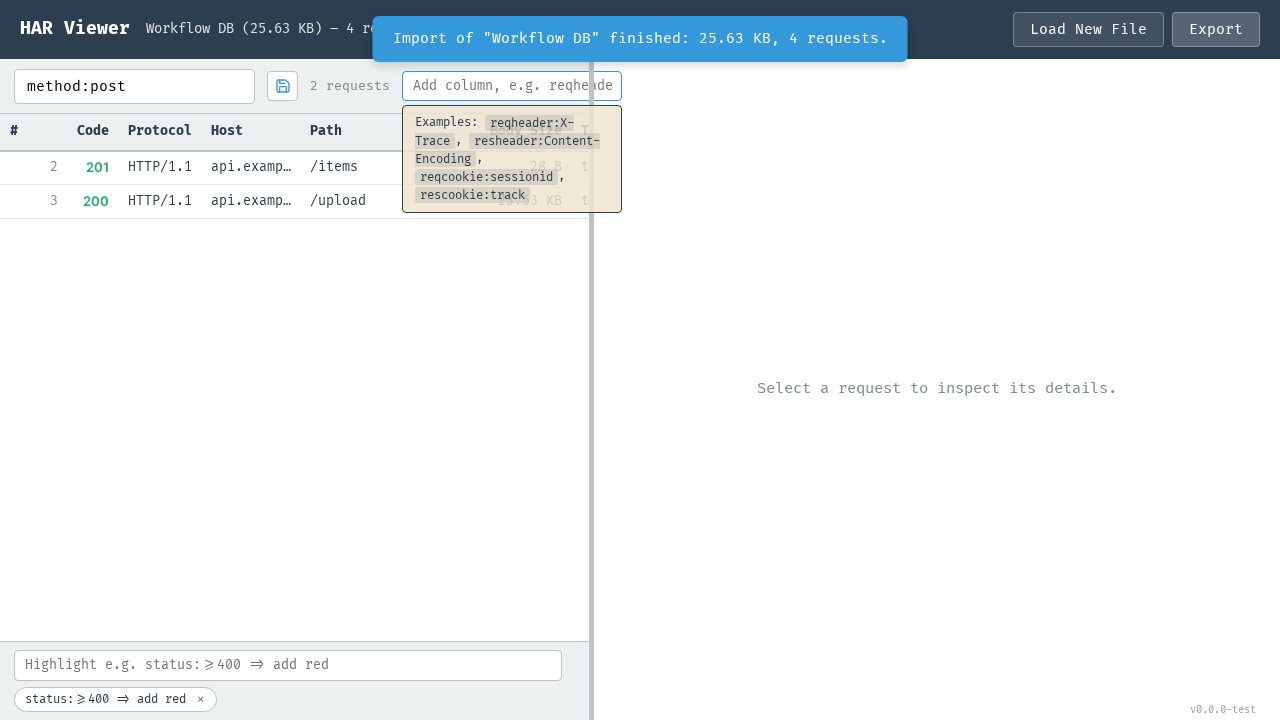 HAR Viewer
Workflow DB (25.63 KB) — 4
Import of "Workflow DB" finished: 25.63 KB, 4 requests.
Load New File
Export
method:post
2 requests
Add column, e.g. reqheade
# Code Protocol Host Path Body Size T
Examples: reqheader:X-
Trace, resheader:Content-
Encoding,
reqcookie:sessionid,
rescookie:track
2 201 HTTP/1.1 api.examp… /items 28 B t
3 200 HTTP/1.1 api.examp… /upload KB t
Select a request to inspect its details.
Highlight e.g. status:>=400 => add red
status:>=400 => add red ×
v0.0.0-test